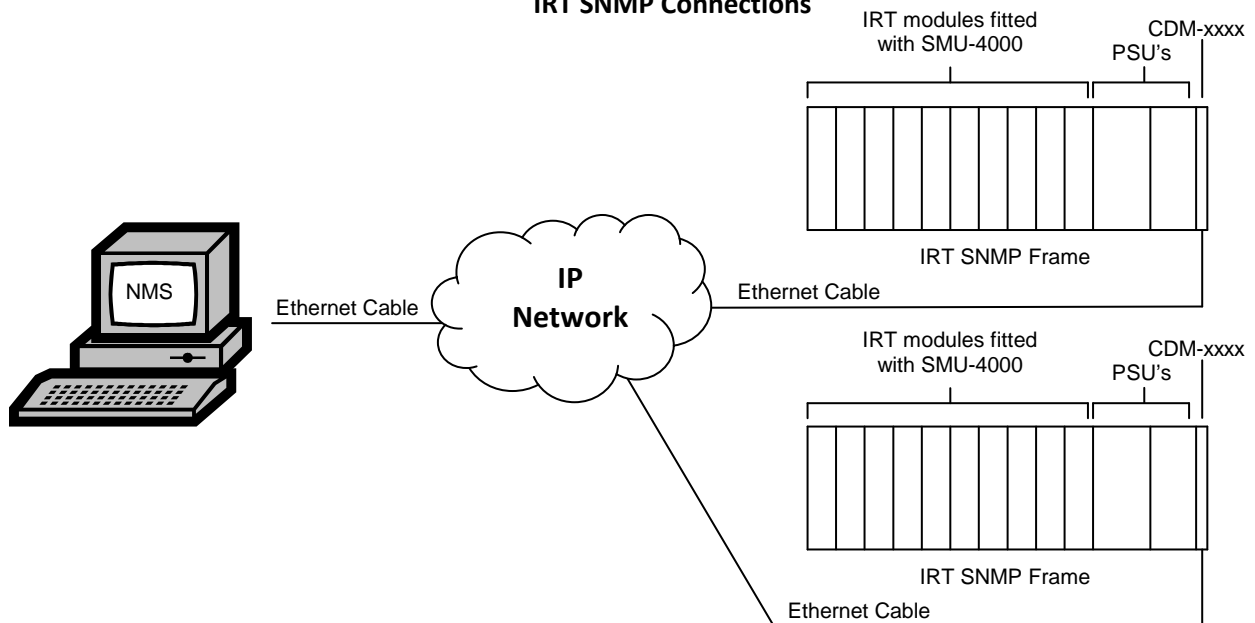 IRT SNMP Connections
IRT modules fitted
with SMU-4000
PSU's
CDM-xxxx
IRT SNMP Frame
NMS
Ethernet Cable
IP
Network
Ethernet Cable
IRT modules fitted
with SMU-4000
PSU's
CDM-xxxx
IRT SNMP Frame
Ethernet Cable